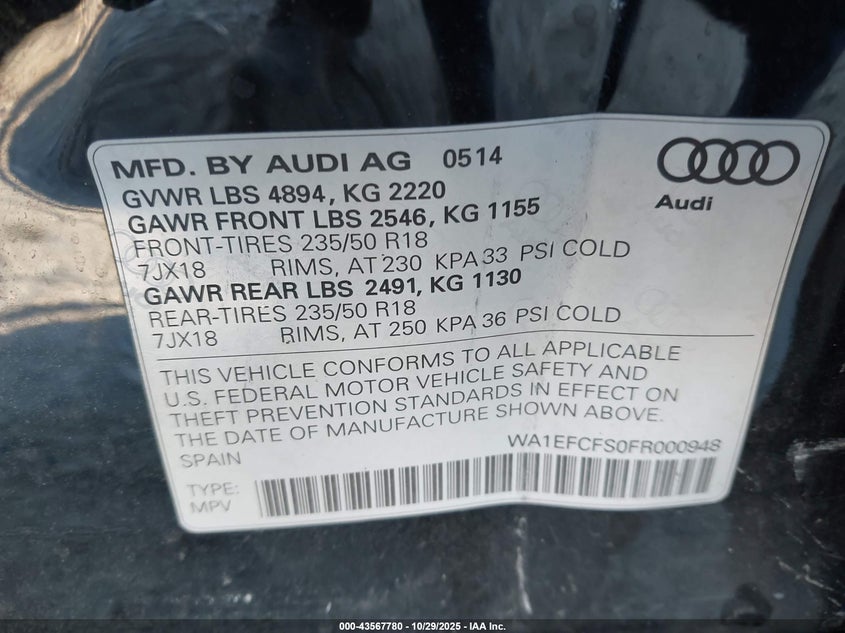 MFD. BY AUDI AG 0514
Audi
GVWR LBS 4894, KG 2220
GAWR FRONT LBS 2546, KG 1155
FRONT-TIRES 235/50 R18
7JX18 RIMS, AT 230 KPA 33 PSI COLD
GAWR REAR LBS 2491, KG 1130
REAR-TIRES 235/50 R18
7JX18 RIMS, AT 250 KPA 36 PSI COLD
THIS VEHICLE CONFORMS TO ALL APPLICABLE
U.S. FEDERAL MOTOR VEHICLE SAFETY AND
THEFT PREVENTION STANDARDS IN EFFECT ON
THE DATE OF MANUFACTURE SHOWN ABOVE.
SPAIN
WA1EFCFS0FR000948
TYPE:
MPV
000-43567780 - 10/29/2025 - IAA Inc.